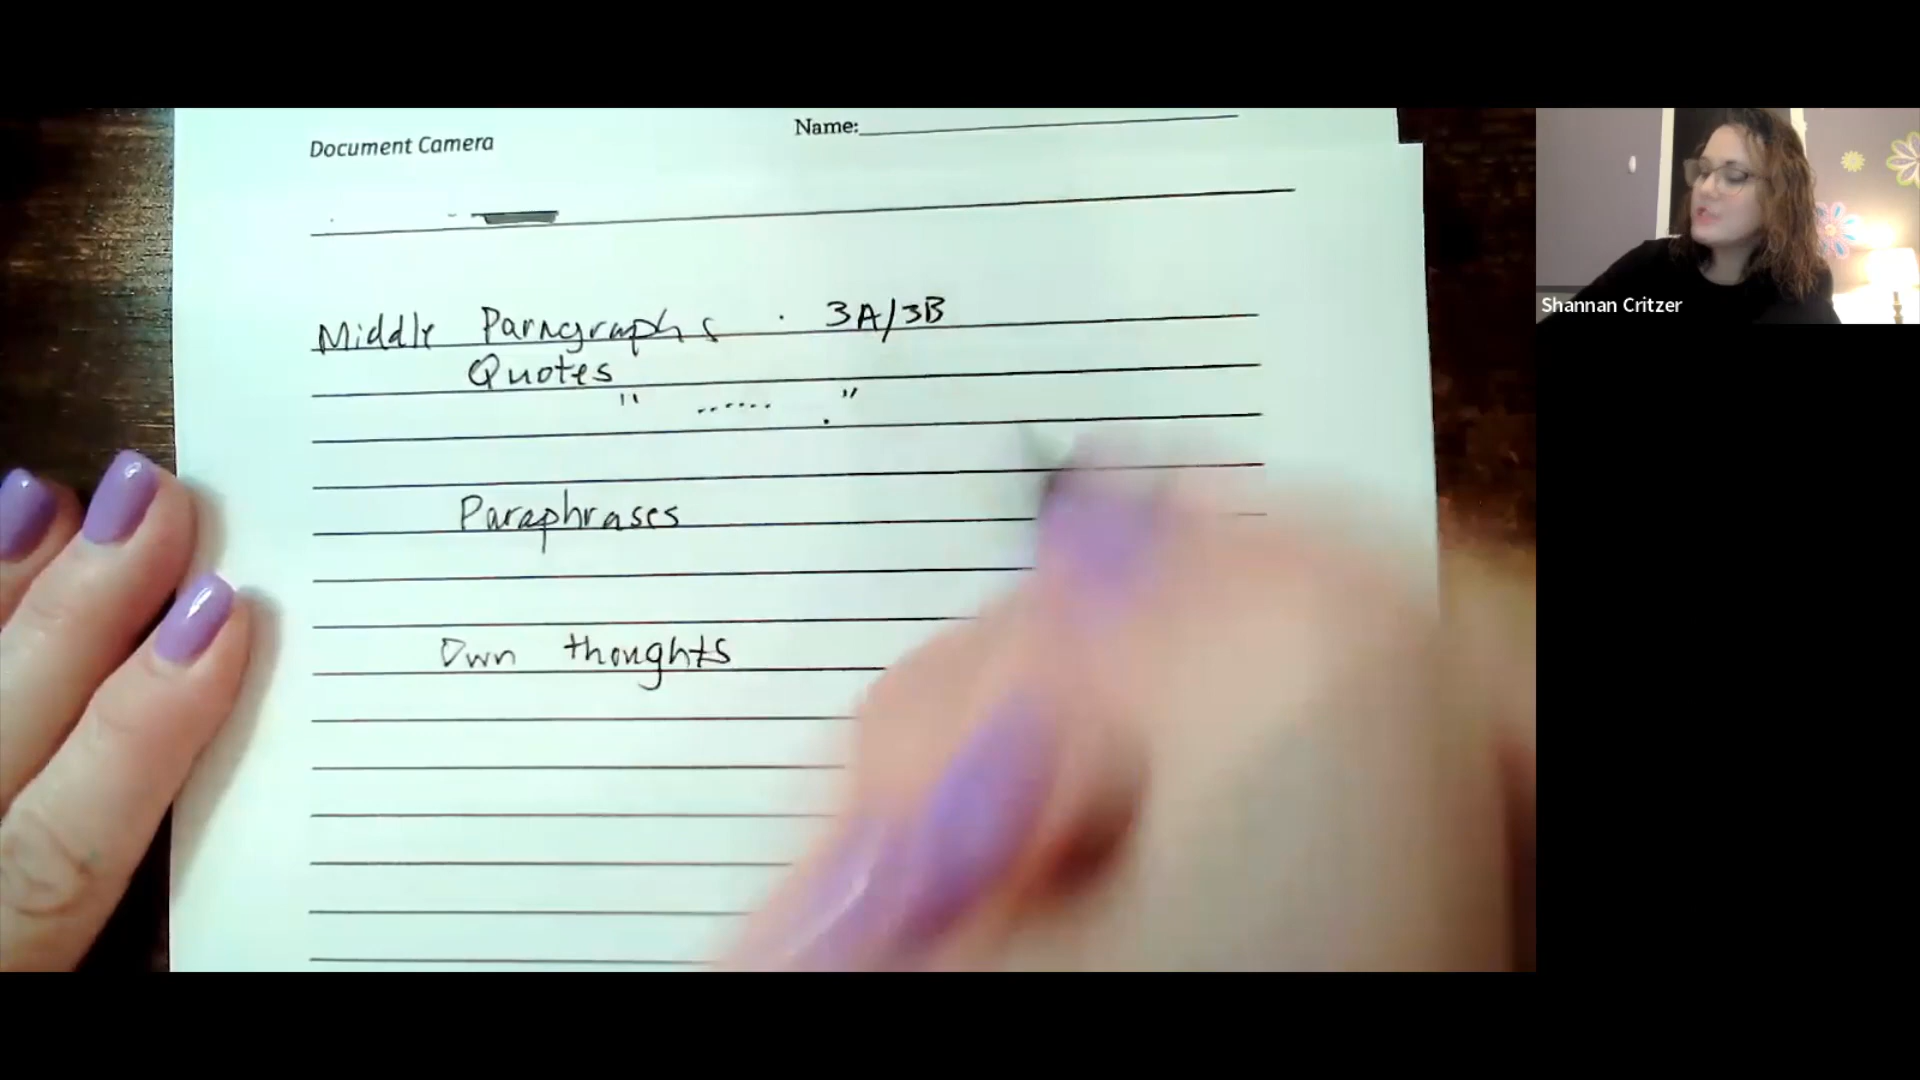 Document Camera
Name:
Middle Paragraphs . 3A/3B
Quotes
" ...... ."
Paraphrases
Own thoughts
Shannan Critzer